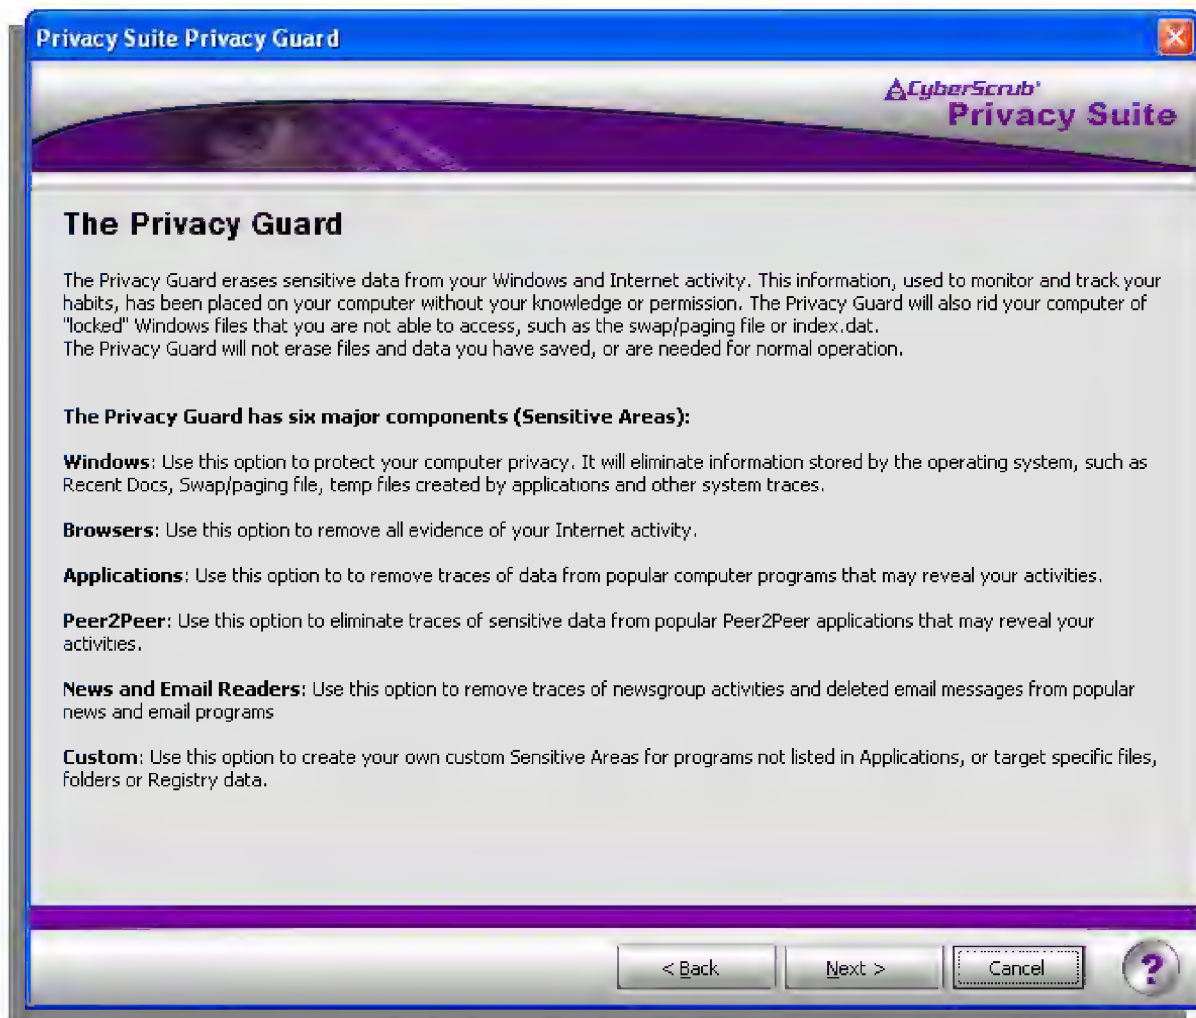 Privacy Suite Privacy Guard
CyberScrub®
Privacy Suite
The Privacy Guard
The Privacy Guard erases sensitive data from your Windows and Internet activity. This information, used to monitor and track your
habits, has been placed on your computer without your knowledge or permission. The Privacy Guard will also rid your computer of
"locked" Windows files that you are not able to access, such as the swap/paging file or index.dat.
The Privacy Guard will not erase files and data you have saved, or are needed for normal operation.
The Privacy Guard has six major components (Sensitive Areas):
Windows: Use this option to protect your computer privacy. It will eliminate information stored by the operating system, such as
Recent Docs, Swap/paging file, temp files created by applications and other system traces.
Browsers: Use this option to remove all evidence of your Internet activity.
Applications: Use this option to to remove traces of data from popular computer programs that may reveal your activities.
Peer2Peer: Use this option to eliminate traces of sensitive data from popular Peer2Peer applications that may reveal your
activities.
News and Email Readers: Use this option to remove traces of newsgroup activities and deleted email messages from popular
news and email programs
Custom: Use this option to create your own custom Sensitive Areas for programs not listed in Applications, or target specific files,
folders or Registry data.
< Back
Next >
Cancel
?